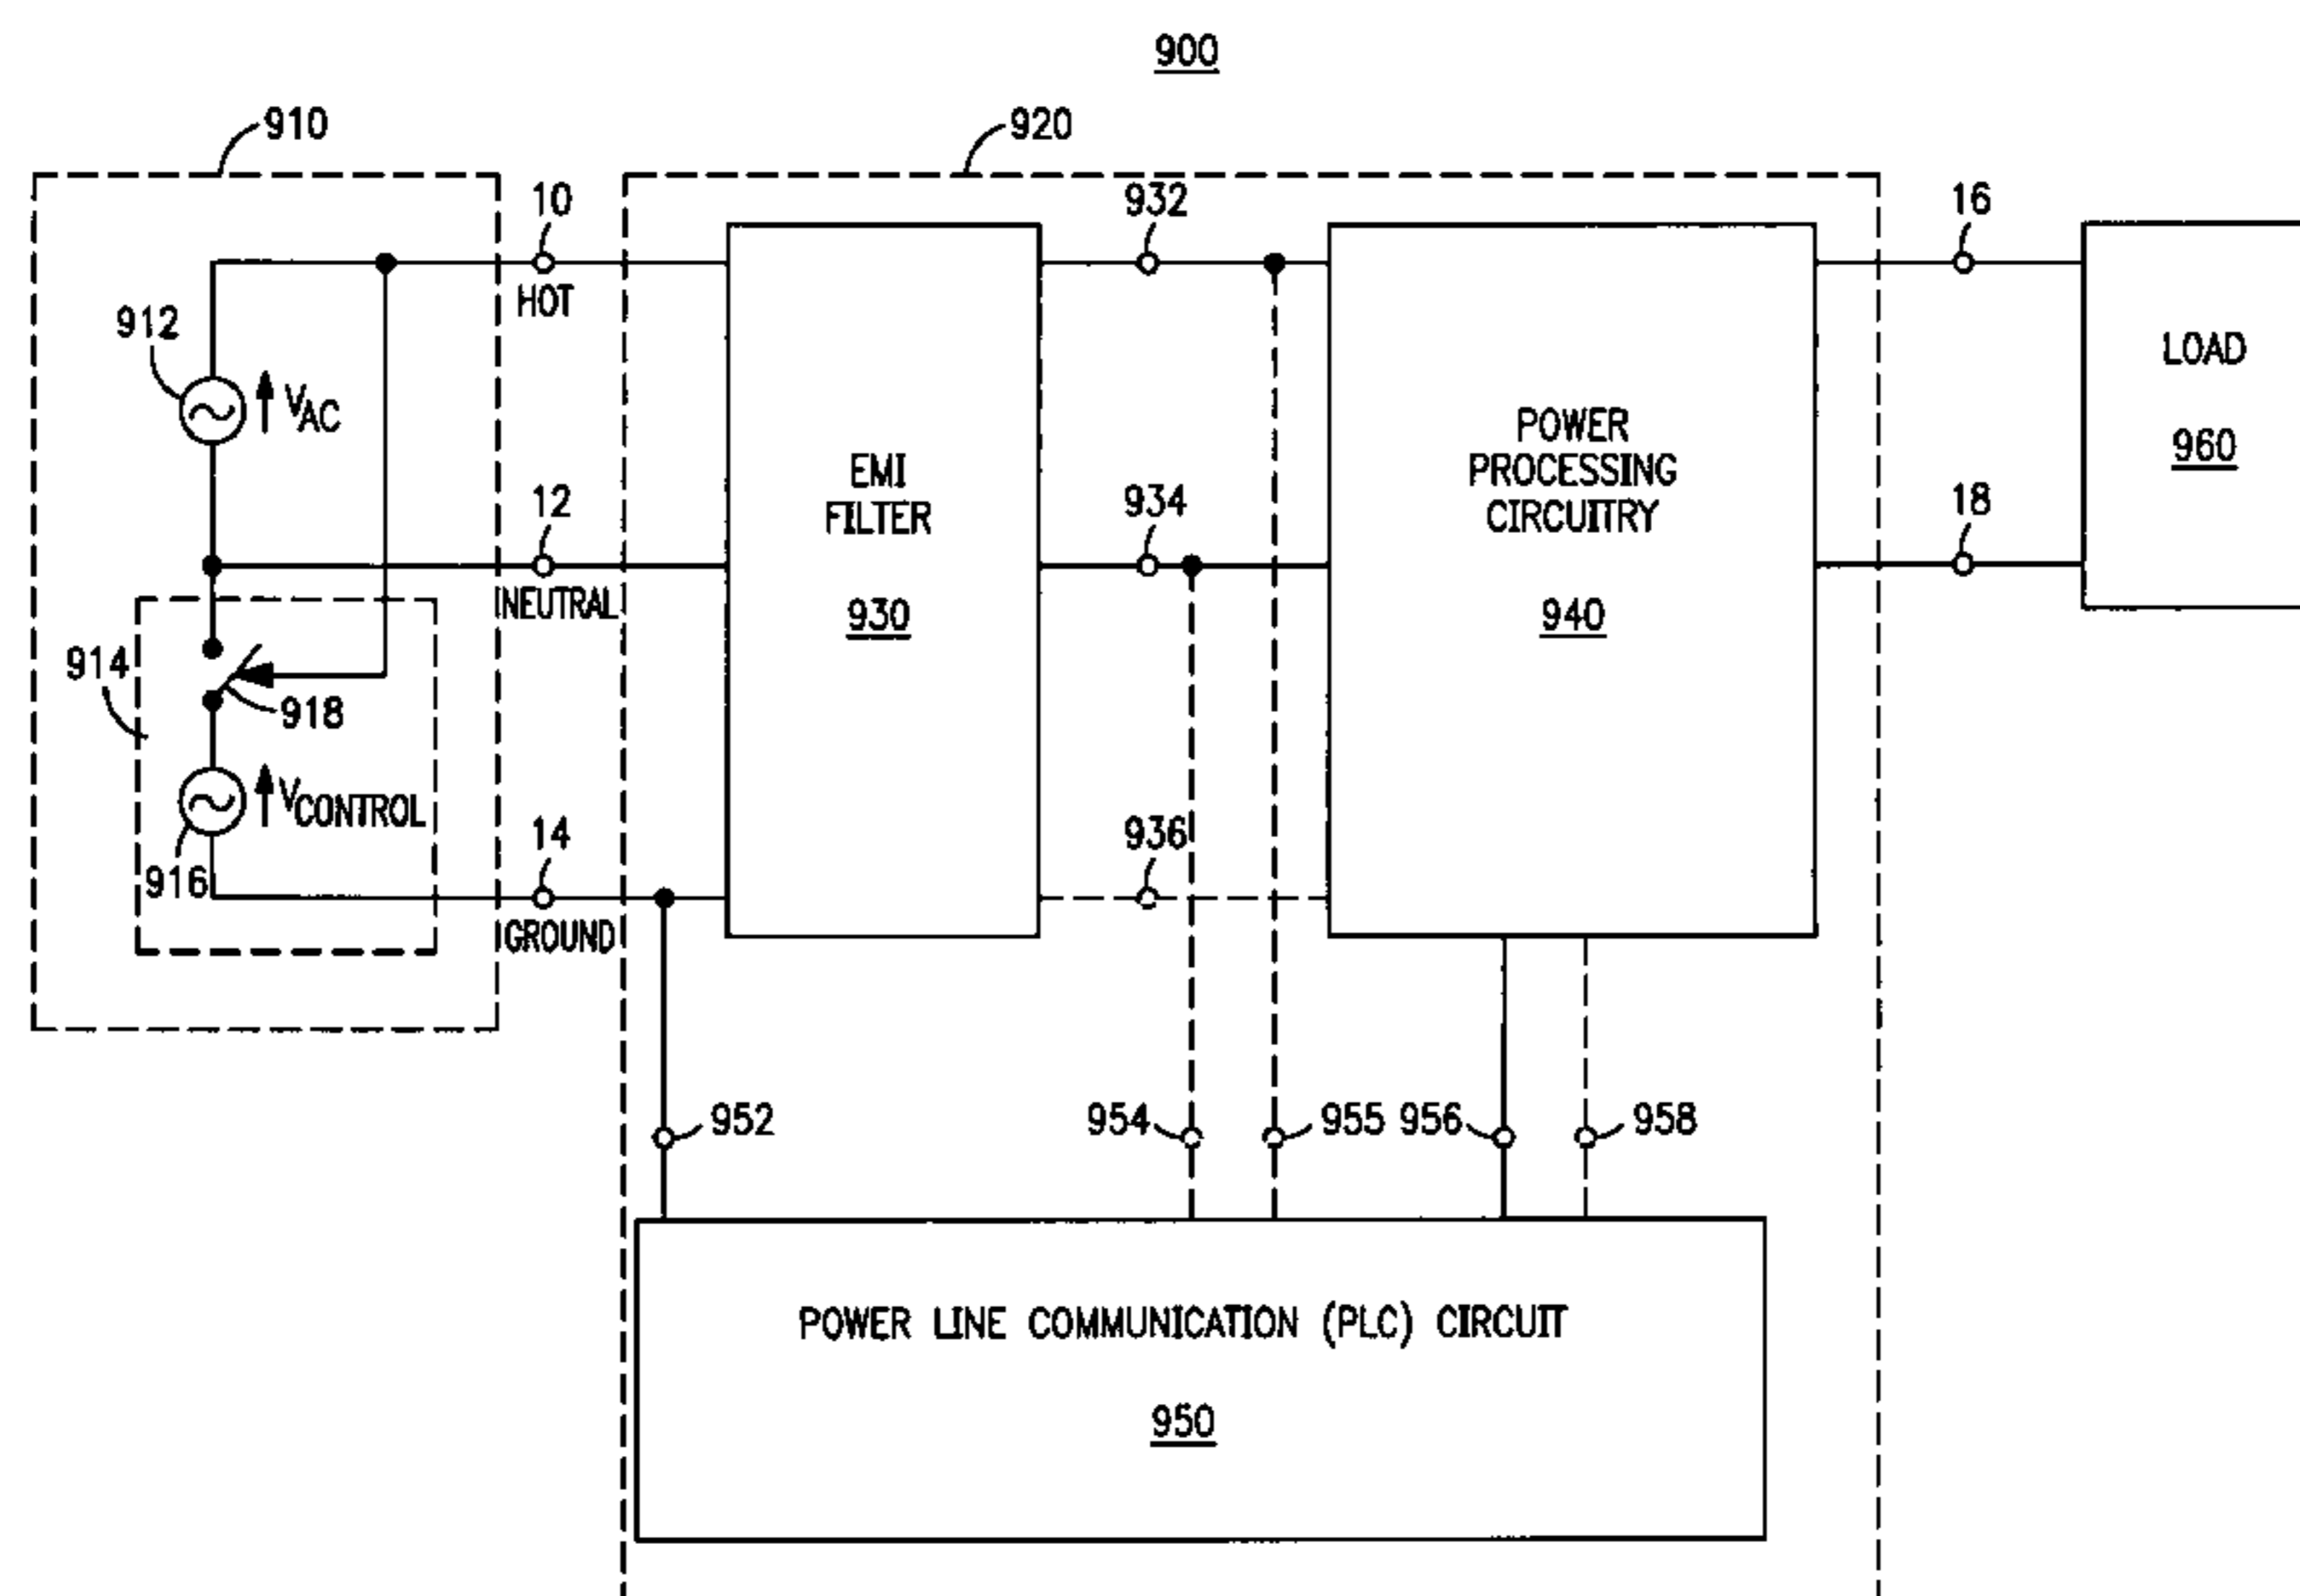 900
910
920
10
932
16
HOT
912
VAC
LOAD
960
POWER
PROCESSING
CIRCUITRY
940
EMI
FILTER
930
12
934
18
NEUTRAL
914
918
VCONTROL
916
14
936
GROUND
952
954
955
956
958
POWER LINE COMMUNICATION (PLC) CIRCUIT
950